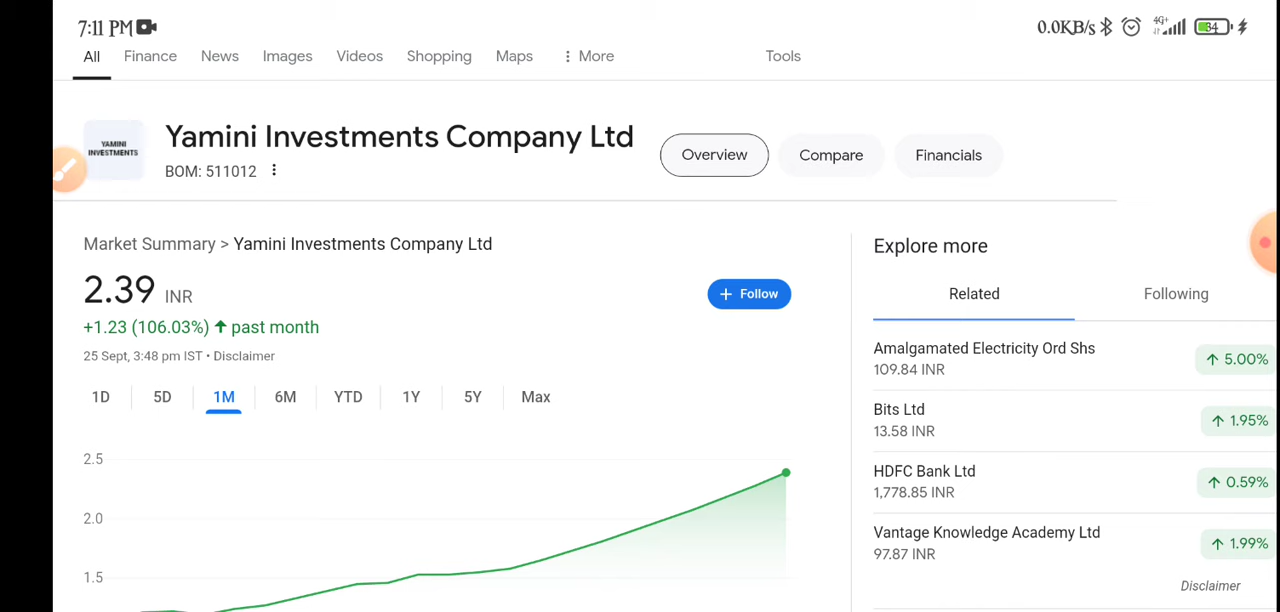 7:11 PM
0.0KB/s 4G+ 34
All Finance News Images Videos Shopping Maps More Tools
YAMINI
INVESTMENTS
Yamini Investments Company Ltd
BOM: 511012
Overview Compare Financials
Market Summary > Yamini Investments Company Ltd
2.39 INR
+ Follow
+1.23 (106.03%) ↑ past month
25 Sept, 3:48 pm IST • Disclaimer
1D 5D 1M 6M YTD 1Y 5Y Max
2.5
2.0
1.5
Explore more
Related Following
Amalgamated Electricity Ord Shs
109.84 INR
↑ 5.00%
Bits Ltd
13.58 INR
↑ 1.95%
HDFC Bank Ltd
1,778.85 INR
↑ 0.59%
Vantage Knowledge Academy Ltd
97.87 INR
↑ 1.99%
Disclaimer